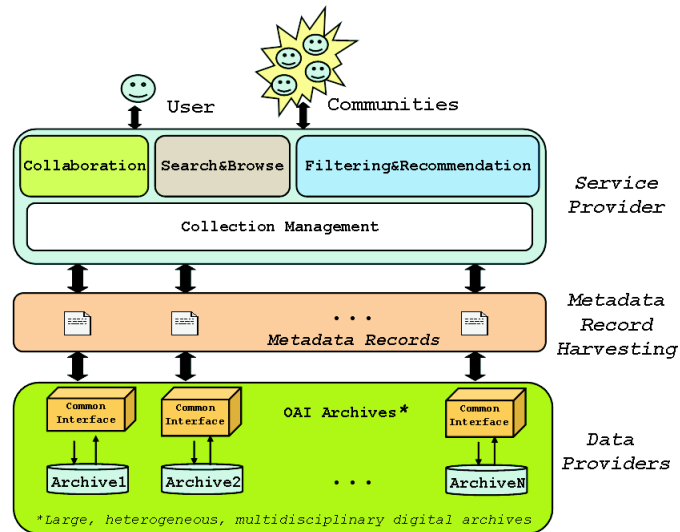 User
Communities
Collaboration
Search&Browse
Filtering&Recommendation
Collection Management
Service
Provider
...
Metadata Records
Metadata
Record
Harvesting
Common
Interface
Common
Interface
OAI Archives*
Common
Interface
Archive1
Archive2
...
ArchiveN
Data
Providers
*Large, heterogeneous, multidisciplinary digital archives